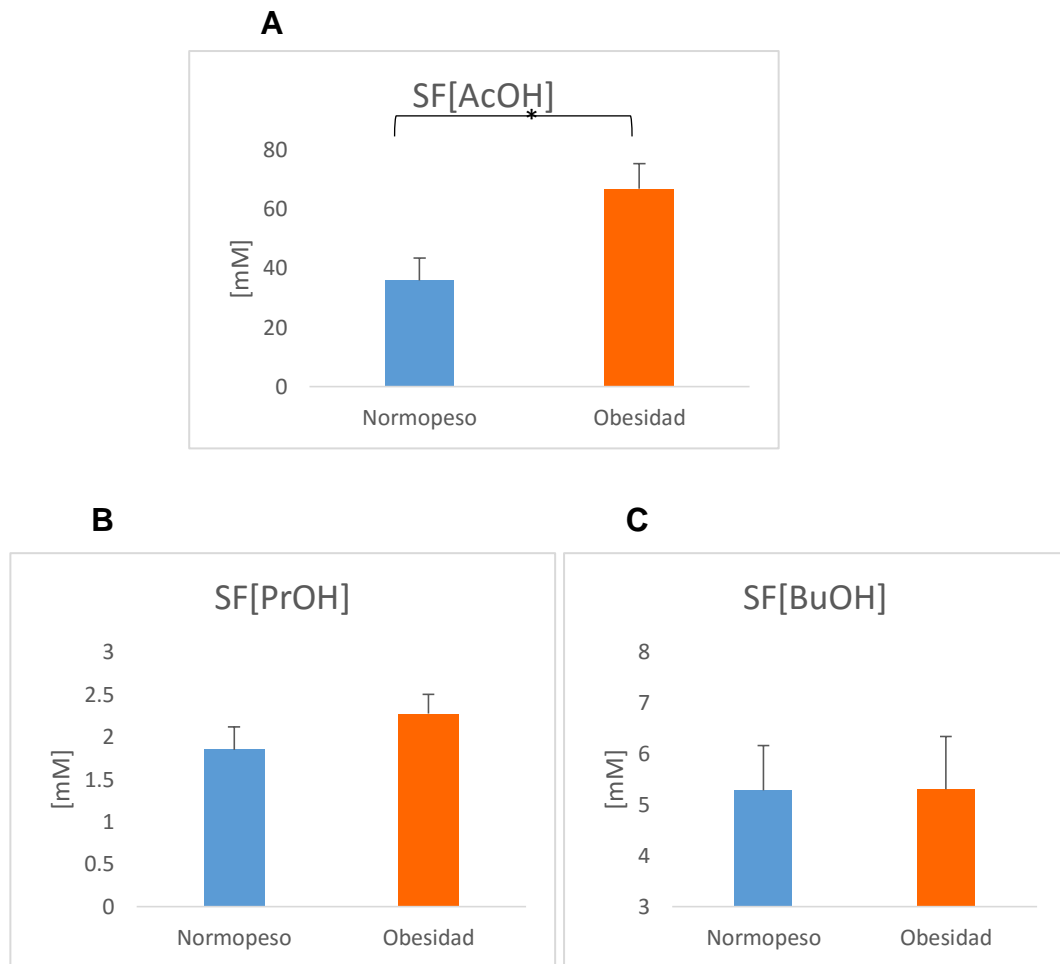 A
SF[AcOH]
*
80
60
40
20
0
[mM]
Normopeso Obesidad
B
SF[PrOH]
3
2.5
2
1.5
1
0.5
0
[mM]
Normopeso Obesidad
C
SF[BuOH]
8
7
6
5
4
3
[mM]
Normopeso Obesidad